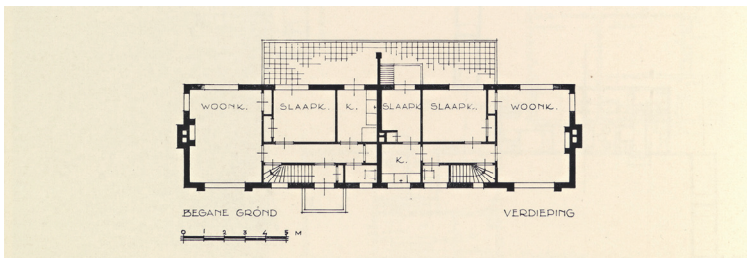 WOONK. SLAAPK. K. SLAAPK SLAAPK. WOONK.
K.
BEGANE GROND VERDIEPING
0 1 2 3 4 5 M